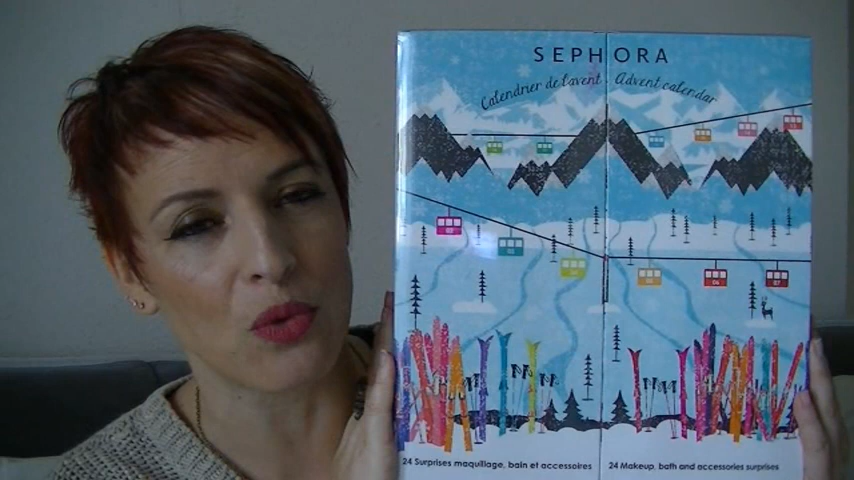 SEPHORA
Calendrier de l'avent . Advent calendar
24 Surprises maquillage, bain et accessoires
24 Makeup, bath and accessories surprises